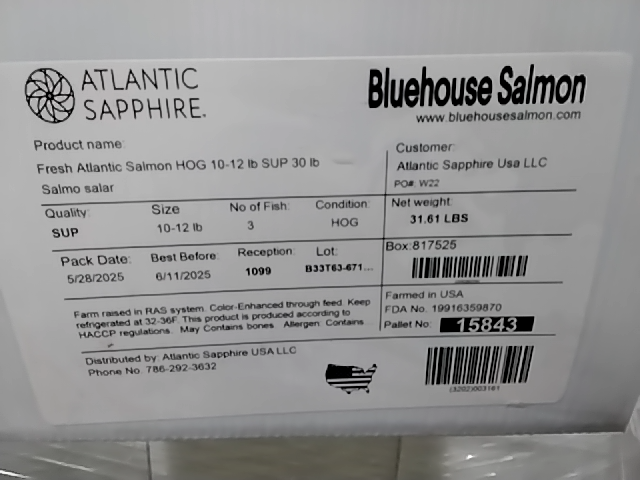 ATLANTIC
SAPPHIRE.
Bluehouse Salmon
www.bluehousesalmon.com
Product name:
Fresh Atlantic Salmon HOG 10-12 lb SUP 30 lb
Salmo salar
Customer:
Atlantic Sapphire Usa LLC
PO#: W22
Quality:
SUP
Size
10-12 lb
No of Fish:
3
Condition:
HOG
Net weight:
31.61 LBS
Pack Date:
5/28/2025
Best Before:
6/11/2025
Reception:
1099
Lot:
B33T63-671...
Box:817525
Farm raised in RAS system. Color-Enhanced through feed. Keep
refrigerated at 32-36F. This product is produced according to
HACCP regulations. May Contains bones. Allergen: Contains...
Farmed in USA
FDA No: 19916359870
Pallet No: 15843
Distributed by: Atlantic Sapphire USA LLC
Phone No. 786-292-3632
(3202)003161